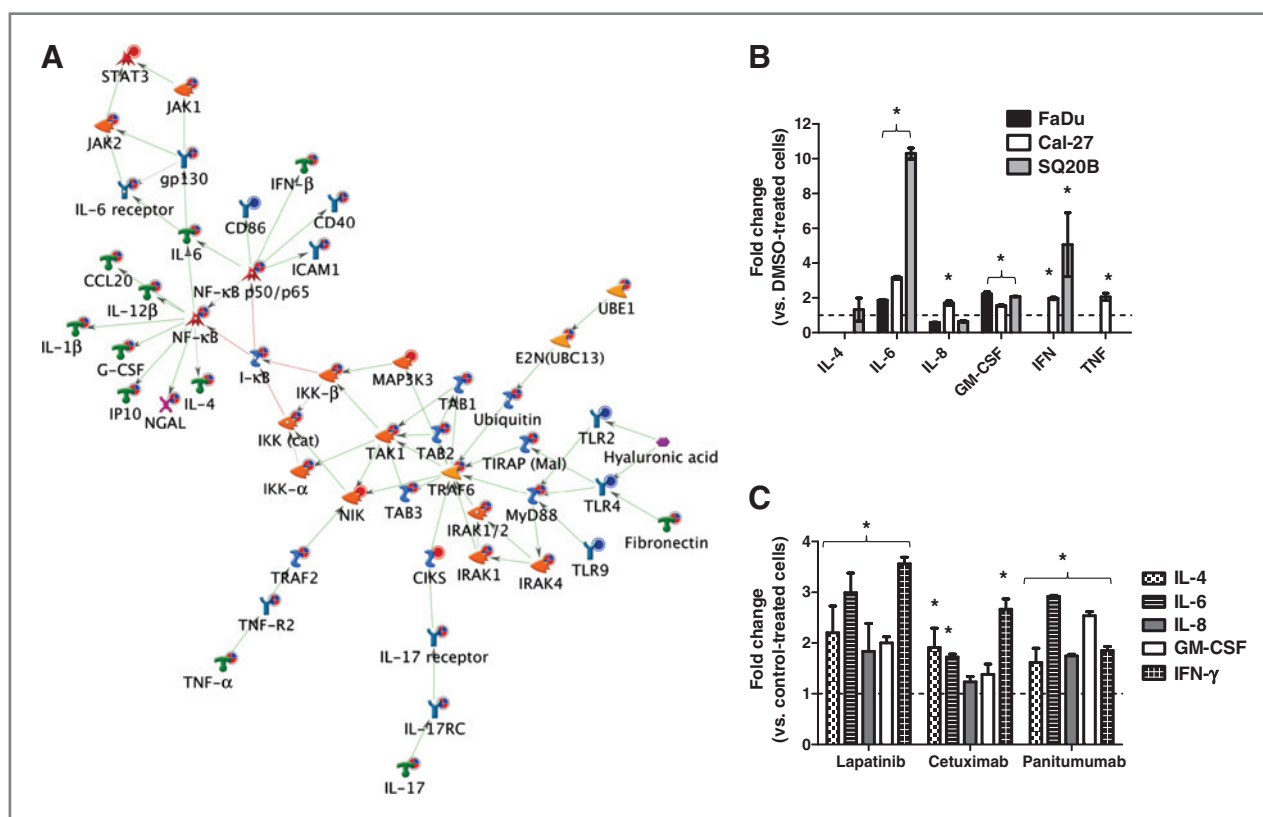 A
STAT3
JAK1
JAK2
gp130
IL-6 receptor
IFN-β
CD86
CD40
IL-6
ICAM1
CCL20
NF-κB p50/p65
IL-12β
UBE1
IL-1β
NF-κB
E2N(UBC13)
G-CSF
I-κB
MAP3K3
IKK-β
IP10
NGAL
IL-4
TAB1
Ubiquitin
TLR2
IKK (cat)
TAK1
TAB2
TIRAP (Mal)
Hyaluronic acid
IKK-α
TRAF6
NIK
TAB3
MyD88
TLR4
IRAK1/2
Fibronectin
TRAF2
CIKS
IRAK1
IRAK4
TLR9
TNF-R2
IL-17 receptor
TNF-α
IL-17RC
IL-17
B
FaDu
Cal-27
SQ20B
Fold change
(vs. DMSO-treated cells)
12
10
8
6
4
2
0
*
*
*
*
*
*
IL-4
IL-6
IL-8
GM-CSF
IFN
TNF
C
Fold change
(vs. control-treated cells)
4
3
2
1
0
*
*
*
*
*
Lapatinib
Cetuximab
Panitumumab
IL-4
IL-6
IL-8
GM-CSF
IFN-γ